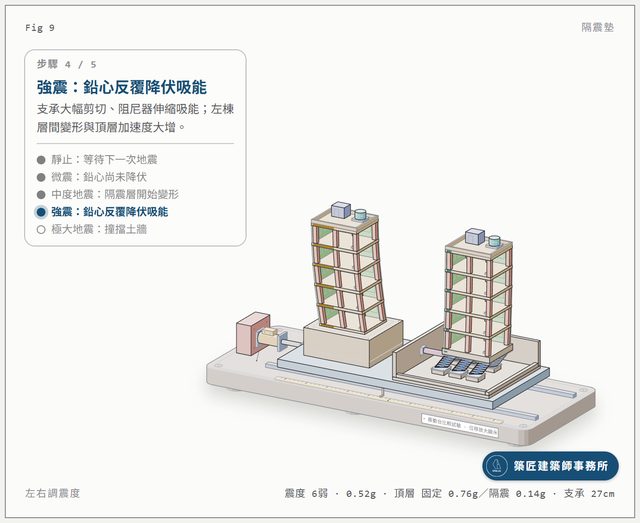 Fig 9
隔震墊
步驟 4 / 5
強震：鉛心反覆降伏吸能
支承大幅剪切、阻尼器伸縮吸能；左棟
層間變形與頂層加速度大增。
靜止：等待下一次地震
微震：鉛心尚未降伏
中度地震：隔震層開始變形
強震：鉛心反覆降伏吸能
極大地震：撞擋土牆
築匠建築師事務所
左右調震度
震度 6弱 · 0.52g · 頂層 固定 0.76g／隔震 0.14g · 支承 27cm